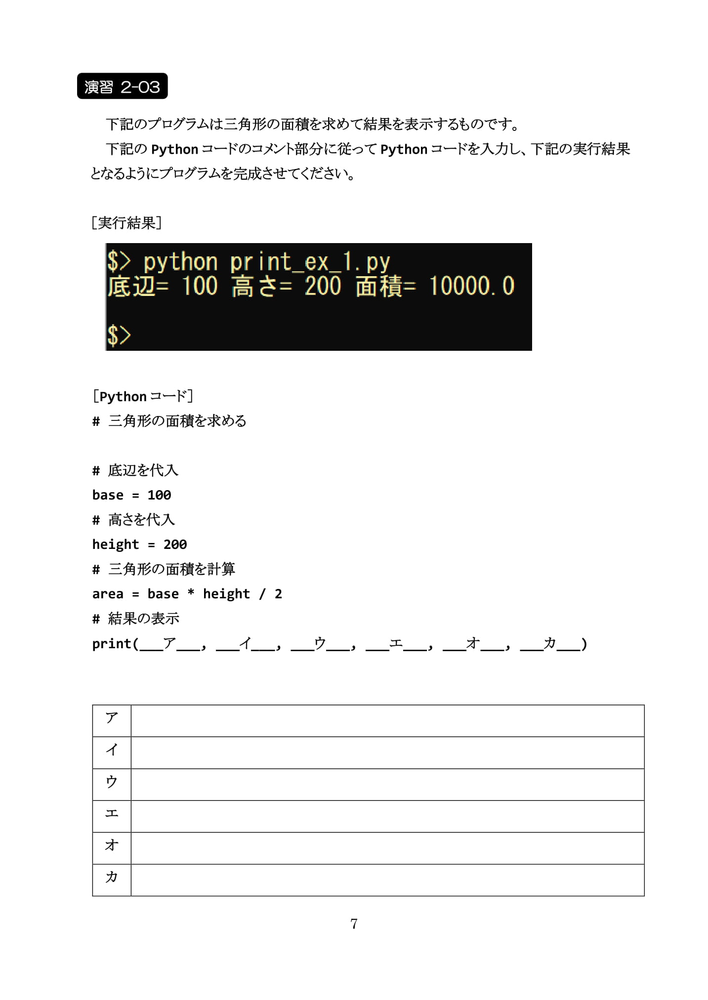 演習 2-03
下記のプログラムは三角形の面積を求めて結果を表示するものです。
下記の Python コードのコメント部分に従って Python コードを入力し、下記の実行結果
となるようにプログラムを完成させてください。
［実行結果］
$> python print_ex_1.py
底辺= 100 高さ= 200 面積= 10000.0
$>
［Python コード］
# 三角形の面積を求める
# 底辺を代入
base = 100
# 高さを代入
height = 200
# 三角形の面積を計算
area = base * height / 2
# 結果の表示
print(___ア___, ___イ___, ___ウ___, ___エ___, ___オ___, ___カ___)
ア
イ
ウ
エ
オ
カ
7